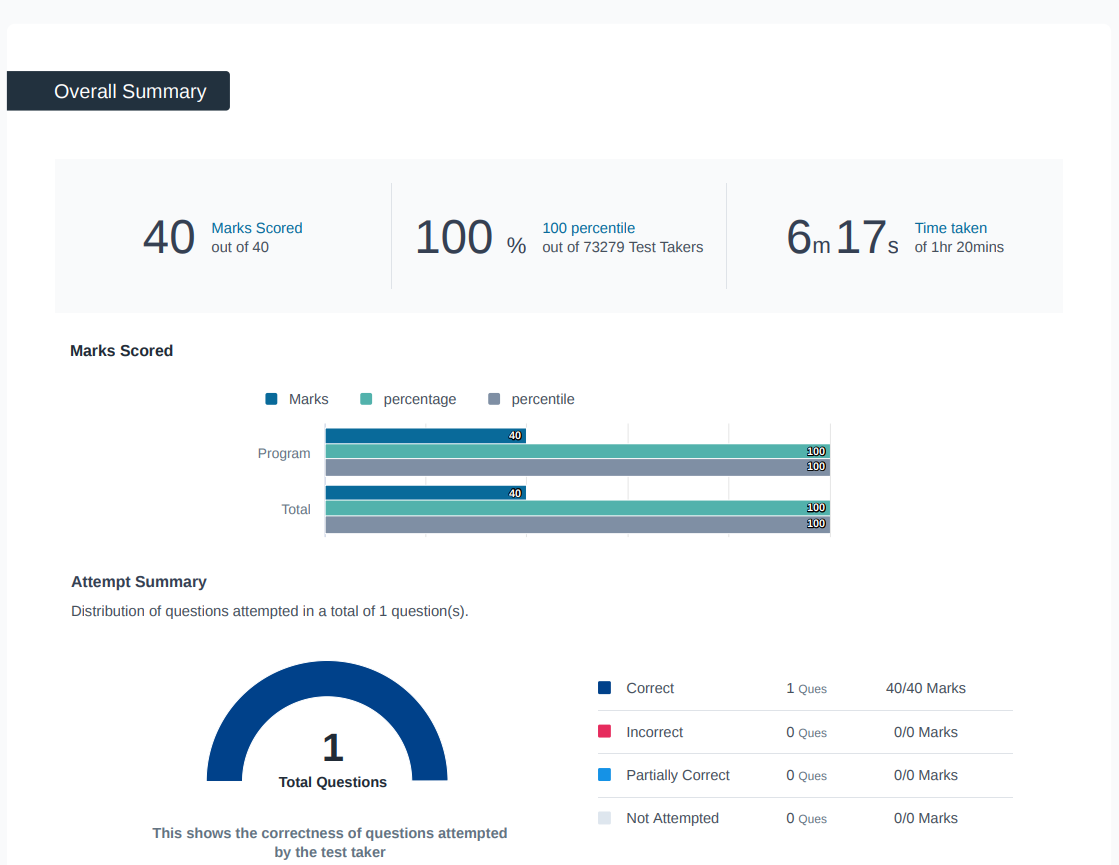 Overall Summary
40 Marks Scored
out of 40
100 % 100 percentile
out of 73279 Test Takers
6m 17s Time taken
of 1hr 20mins
Marks Scored
Marks percentage percentile
Program 40
100
100
Total 40
100
100
Attempt Summary
Distribution of questions attempted in a total of 1 question(s).
1
Total Questions
This shows the correctness of questions attempted
by the test taker
Correct 1 Ques 40/40 Marks
Incorrect 0 Ques 0/0 Marks
Partially Correct 0 Ques 0/0 Marks
Not Attempted 0 Ques 0/0 Marks